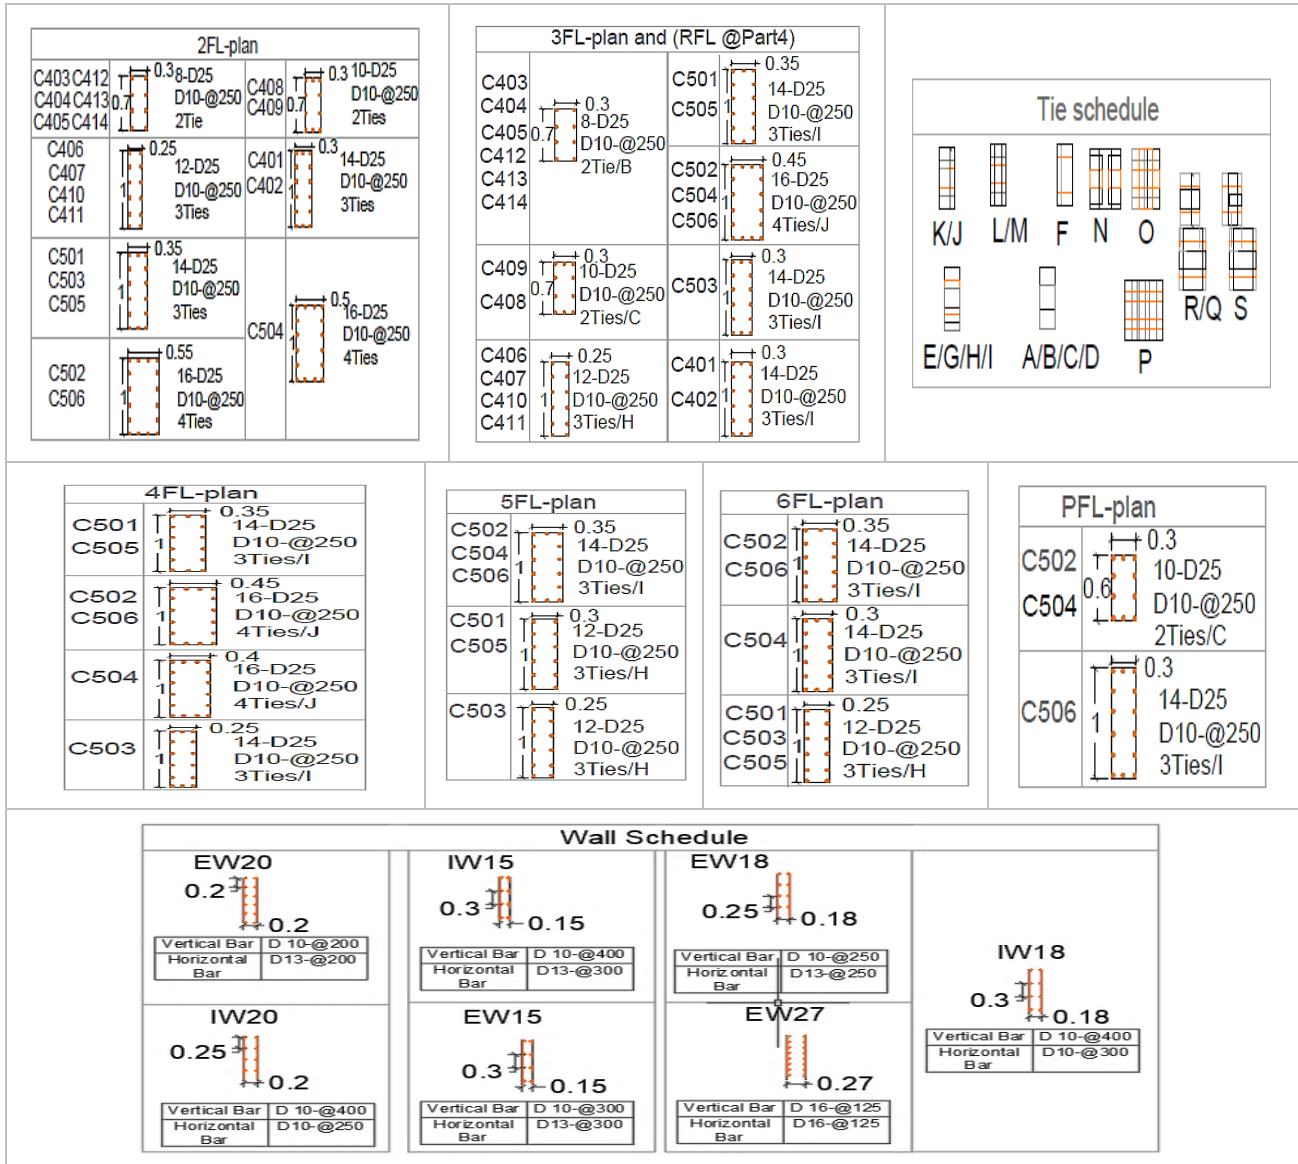 2FL-plan
C403 C412
C404 C413
C405 C414
0.3
0.7
8-D25
D10-@250
2Tie
C408
C409
0.3
0.7
10-D25
D10-@250
2Ties
C406
C407
C410
C411
0.25
1
12-D25
D10-@250
3Ties
C401
C402
0.3
1
14-D25
D10-@250
3Ties
C501
C503
C505
0.35
1
14-D25
D10-@250
3Ties
C504
0.5
16-D25
D10-@250
4Ties
C502
C506
0.55
1
16-D25
D10-@250
4Ties
3FL-plan and (RFL @Part4)
C403
C404
C405
C412
C413
C414
0.3
0.7
8-D25
D10-@250
2Tie/B
C501
C505
0.35
1
14-D25
D10-@250
3Ties/I
C502
C504
C506
0.45
1
16-D25
D10-@250
4Ties/J
C409
C408
0.3
0.7
10-D25
D10-@250
2Ties/C
C503
0.3
1
14-D25
D10-@250
3Ties/I
C406
C407
C410
C411
0.25
1
12-D25
D10-@250
3Ties/H
C401
C402
0.3
1
14-D25
D10-@250
3Ties/I
Tie schedule
K/J
L/M
F
N
O
R/Q
S
E/G/H/I
A/B/C/D
P
4FL-plan
C501
C505
0.35
1
14-D25
D10-@250
3Ties/I
C502
C506
0.45
1
16-D25
D10-@250
4Ties/J
C504
0.4
1
16-D25
D10-@250
4Ties/J
C503
0.25
1
14-D25
D10-@250
3Ties/I
5FL-plan
C502
C504
C506
0.35
1
14-D25
D10-@250
3Ties/I
C501
C505
0.3
1
12-D25
D10-@250
3Ties/H
C503
0.25
1
12-D25
D10-@250
3Ties/H
6FL-plan
C502
C506
0.35
1
14-D25
D10-@250
3Ties/I
C504
0.3
1
14-D25
D10-@250
3Ties/I
C501
C503
C505
0.25
1
12-D25
D10-@250
3Ties/H
PFL-plan
C502
C504
0.3
0.6
10-D25
D10-@250
2Ties/C
C506
0.3
1
14-D25
D10-@250
3Ties/I
Wall Schedule
EW20
0.2
0.2
Vertical Bar D 10-@200
Horizontal Bar D13-@200
IW15
0.3
0.15
Vertical Bar D 10-@400
Horizontal Bar D13-@300
EW18
0.25
0.18
Vertical Bar D 10-@250
Horizontal Bar D13-@250
IW18
0.3
0.18
Vertical Bar D 10-@400
Horizontal Bar D10-@300
IW20
0.25
0.2
Vertical Bar D 10-@400
Horizontal Bar D10-@250
EW15
0.3
0.15
Vertical Bar D 10-@300
Horizontal Bar D13-@300
EW27
0.27
Vertical Bar D 16-@125
Horizontal Bar D16-@125